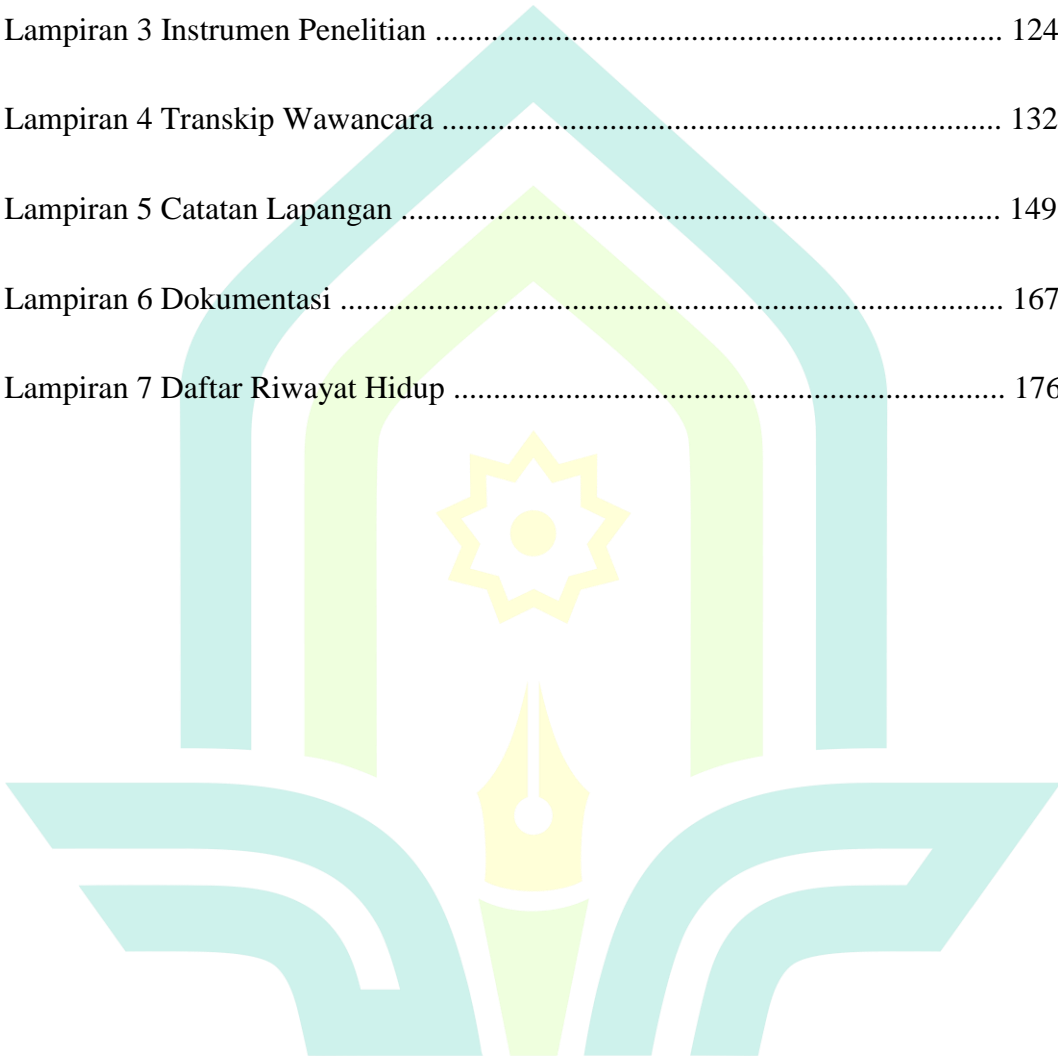 Lampiran 3 Instrumen Penelitian ........................................................................ 124
Lampiran 4 Transkip Wawancara ....................................................................... 132
Lampiran 5 Catatan Lapangan ............................................................................ 149
Lampiran 6 Dokumentasi .................................................................................... 167
Lampiran 7 Daftar Riwayat Hidup ...................................................................... 176